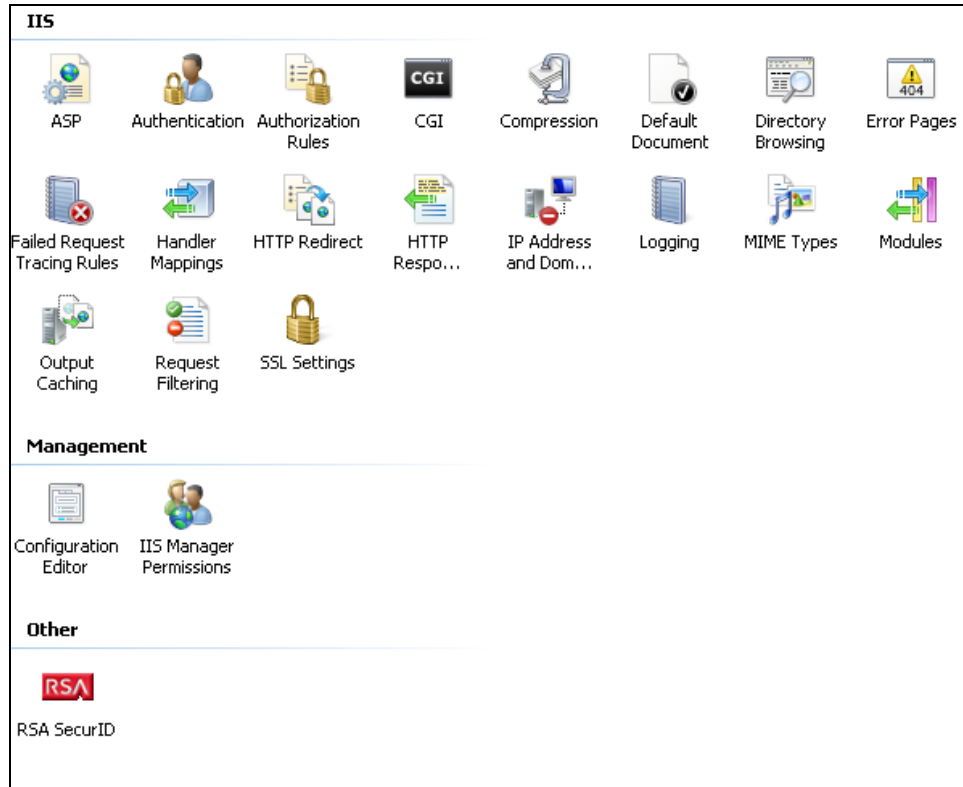 IIS
CGI
404
ASP
Authentication
Authorization
Rules
CGI
Compression
Default
Document
Directory
Browsing
Error Pages
Failed Request
Tracing Rules
Handler
Mappings
HTTP Redirect
HTTP
Respo...
IP Address
and Dom...
Logging
MIME Types
Modules
Output
Caching
Request
Filtering
SSL Settings
Management
Configuration
Editor
IIS Manager
Permissions
Other
RSA
RSA SecurID